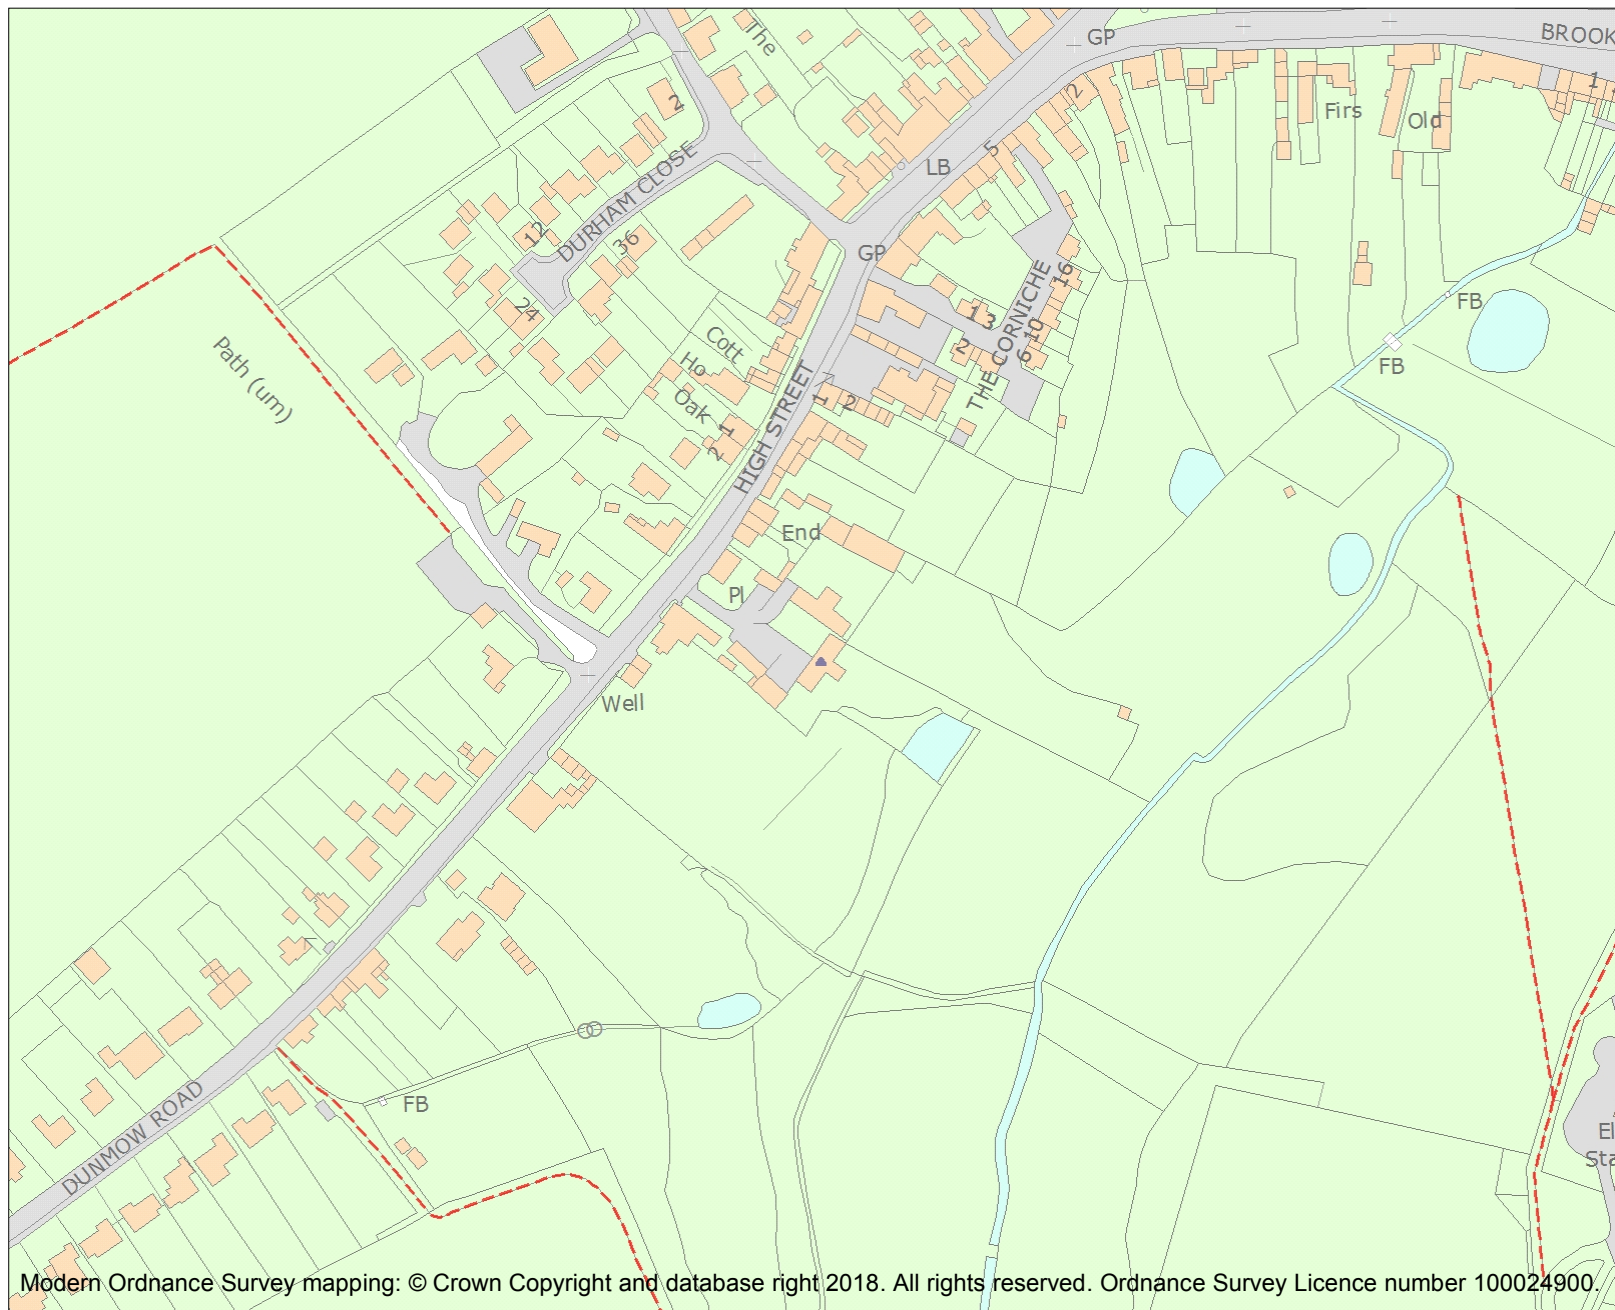 The
GP
BROOK
2
2
1
Firs
Old
5
LB
DURHAM CLOSE
12
36
GP
16
24
FB
13
10
THE CORNICHE
Path (um)
Cott
2
6
Ho
FB
Oak
HIGH STREET
1
2
1
2
End
Pl
Well
FB
DUNMOW ROAD
El
Sta
Modern Ordnance Survey mapping: © Crown Copyright and database right 2018. All rights reserved. Ordnance Survey Licence number 100024900.